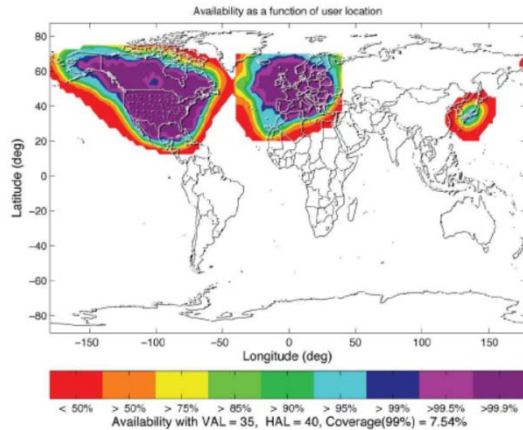 Availability as a function of user location
80
60
40
20
0
−20
−40
−60
−80
Latitude (deg)
−150 −100 −50 0 50 100 150
Longitude (deg)
< 50% > 50% > 75% > 85% > 90% > 95% > 99% >99.5% >99.9%
Availability with VAL = 35, HAL = 40, Coverage(99%) = 7.54%